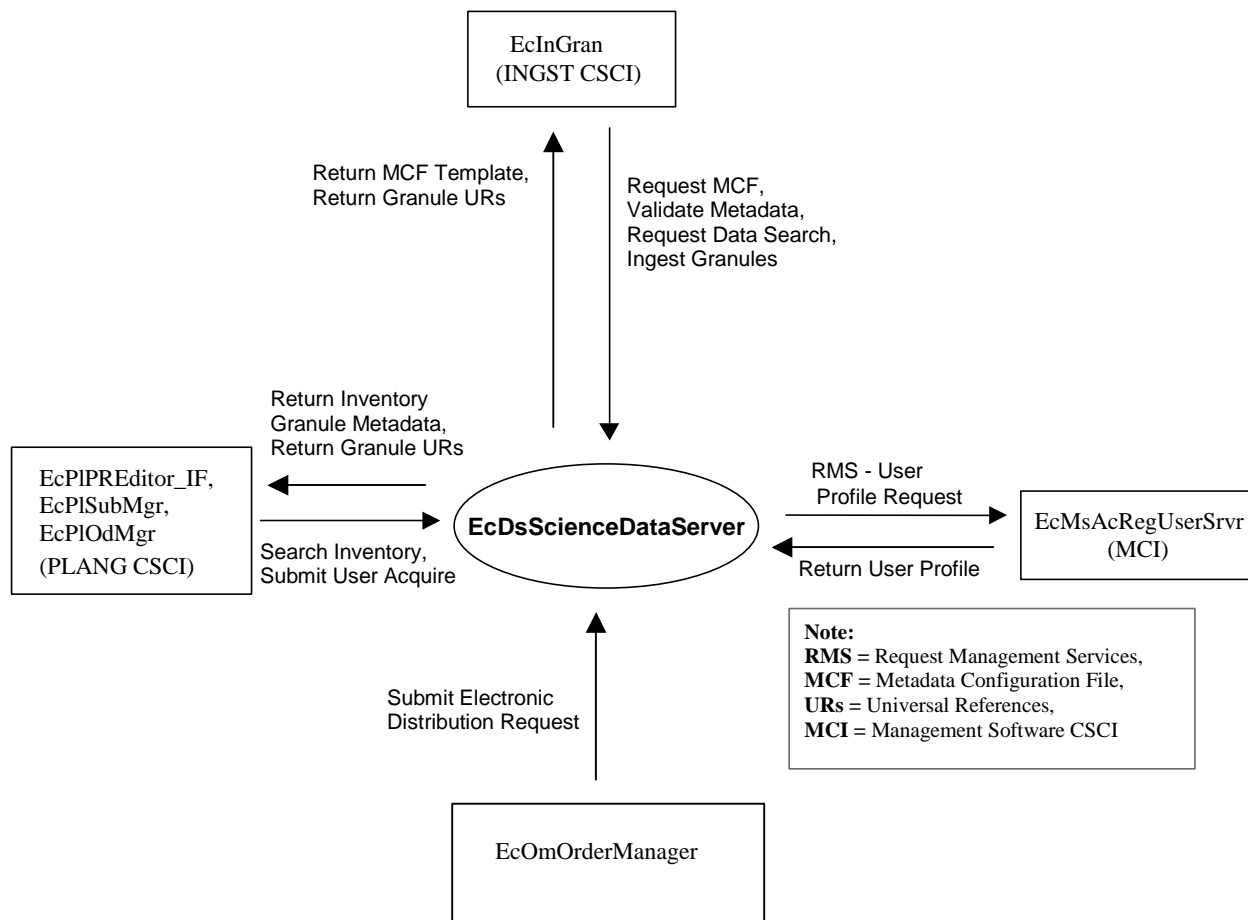 EcInGran
(INGST CSCI)
Return MCF Template,
Return Granule URs
Request MCF,
Validate Metadata,
Request Data Search,
Ingest Granules
Return Inventory
Granule Metadata,
Return Granule URs
EcPlPREditor_IF,
EcPlSubMgr,
EcPlOdMgr
(PLANG CSCI)
Search Inventory,
Submit User Acquire
EcDsScienceDataServer
RMS - User
Profile Request
Return User Profile
EcMsAcRegUserSrvr
(MCI)
Note:
RMS = Request Management Services,
MCF = Metadata Configuration File,
URs = Universal References,
MCI = Management Software CSCI
Submit Electronic
Distribution Request
EcOmOrderManager